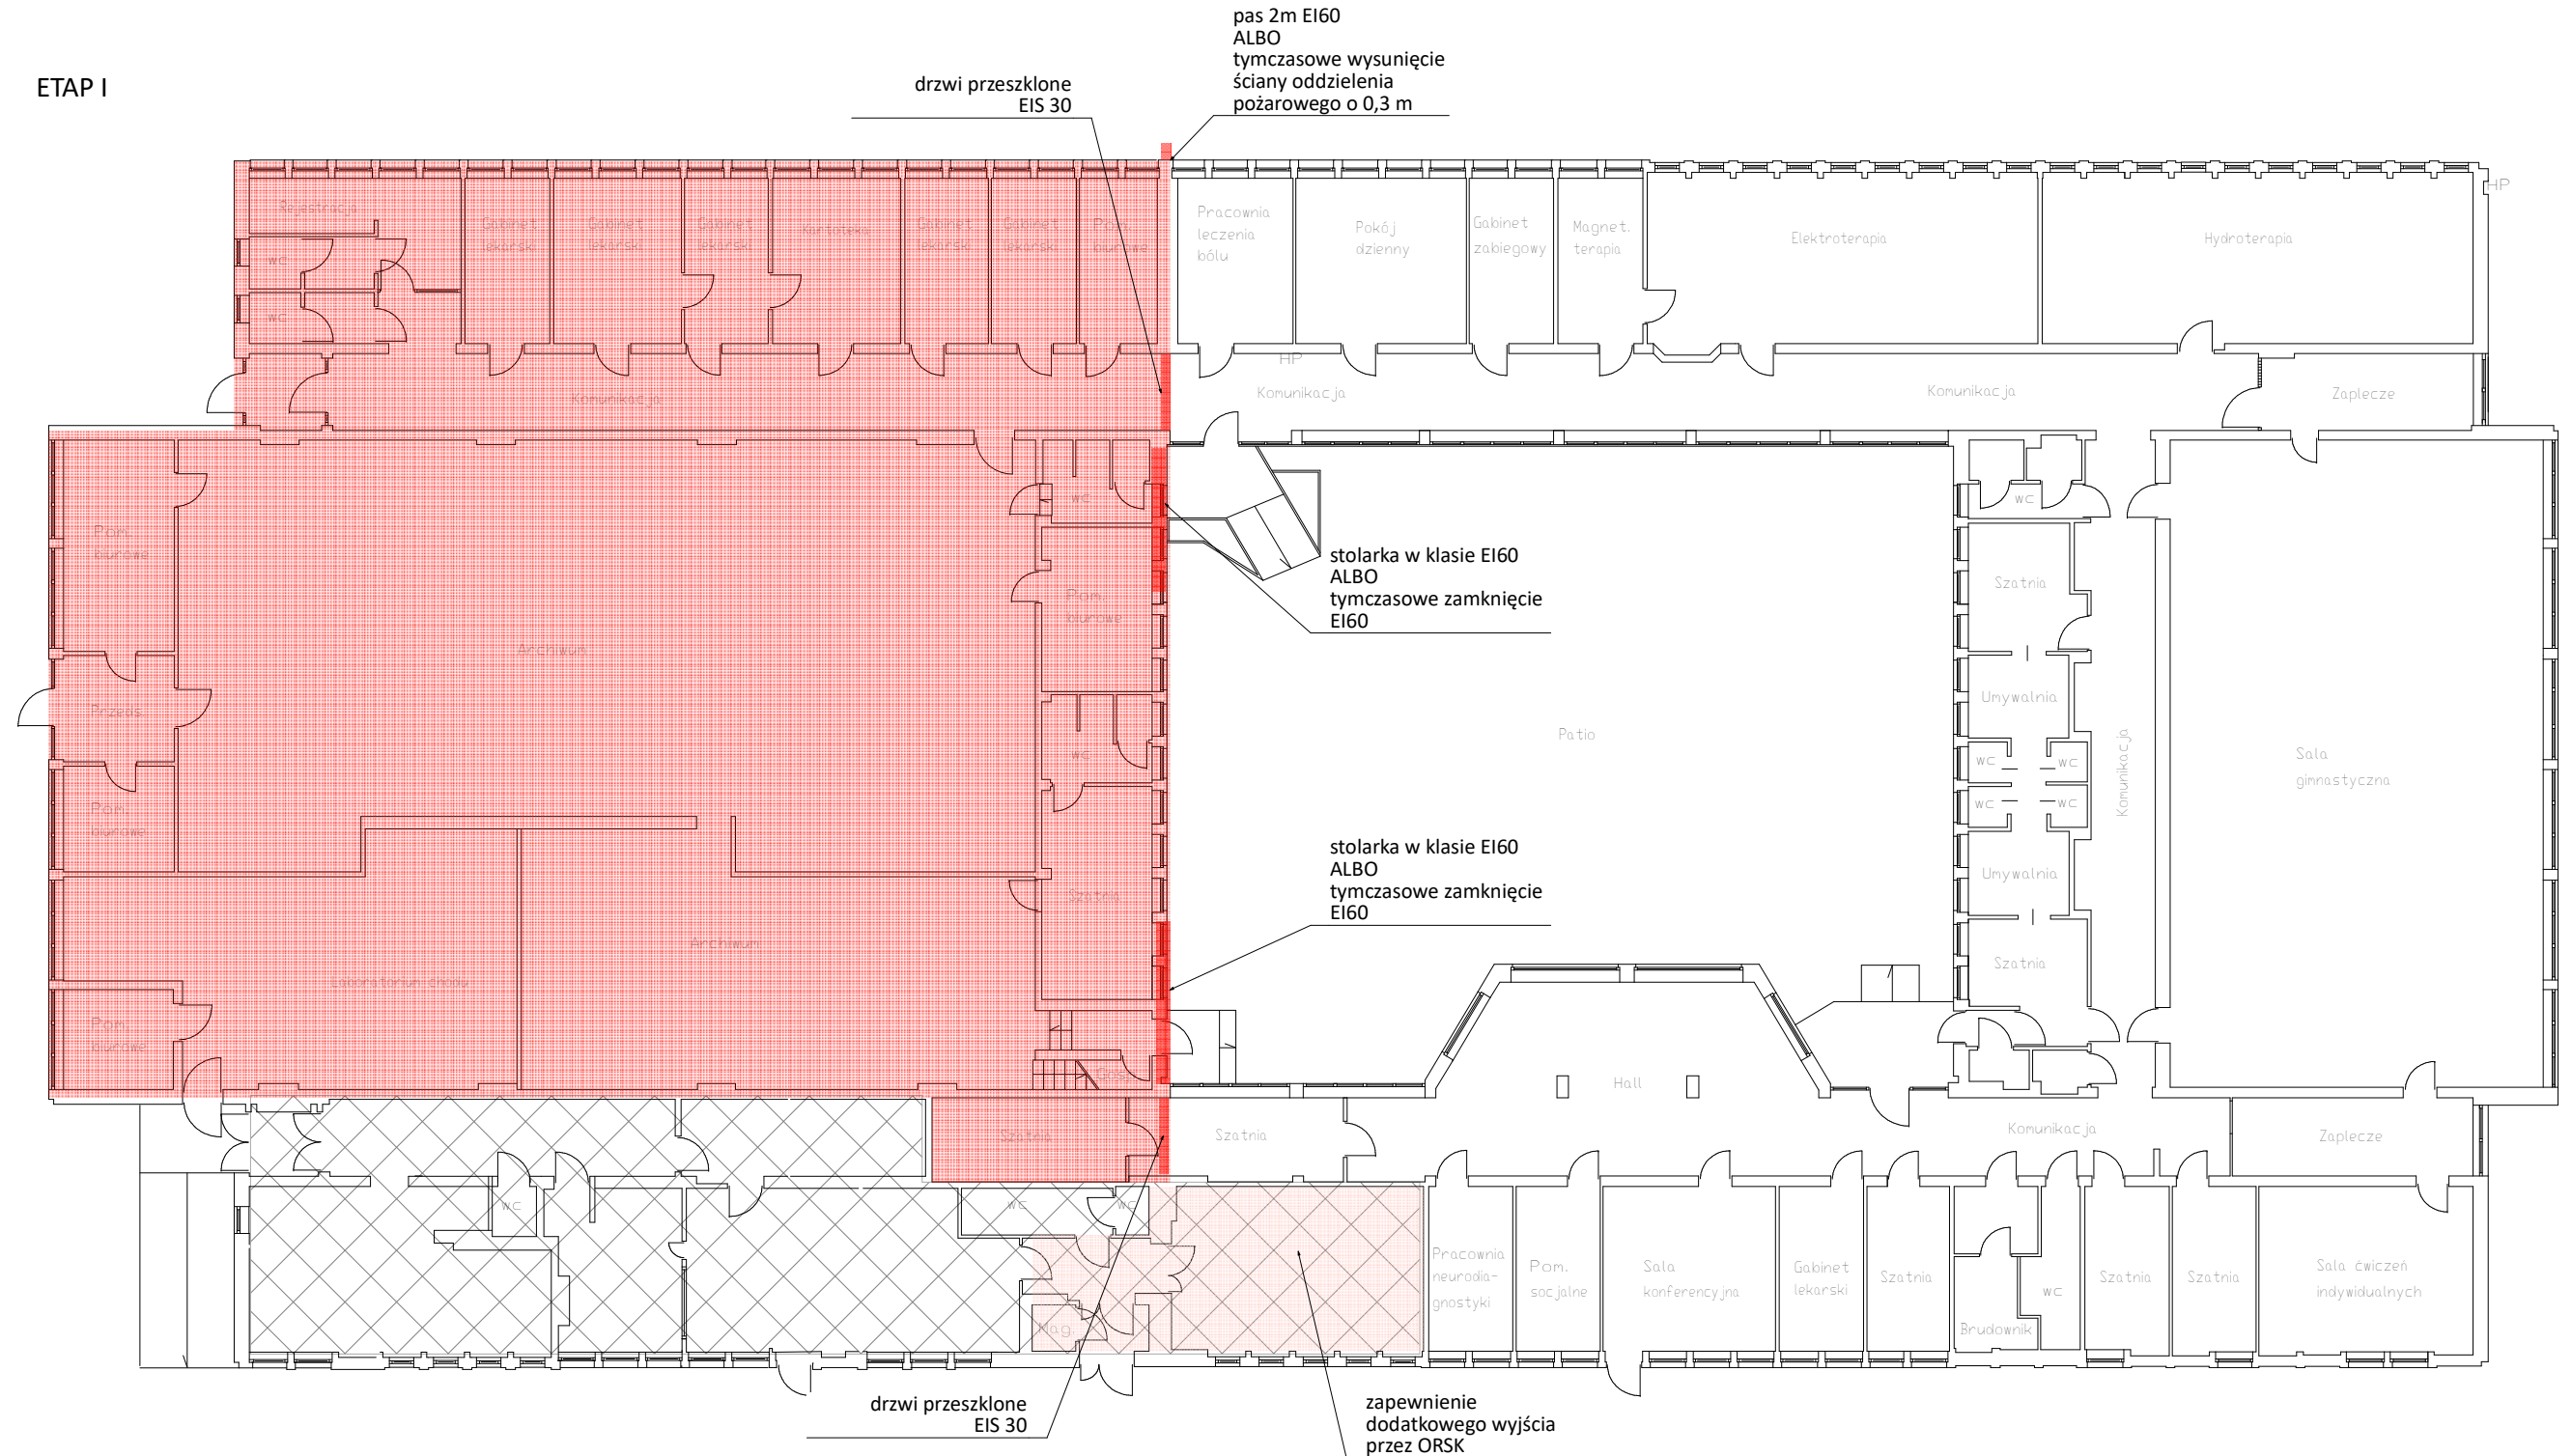 ETAP I
pas 2m EI60
ALBO
tymczasowe wysunięcie
ściany oddzielenia
pożarowego o 0,3 m
drzwi przeszklone
EIS 30
Rejestracja
wc
wc
Gabinet
lekarski
Gabinet
lekarski
Gabinet
lekarski
Kartoteka
Gabinet
lekarski
Gabinet
lekarski
Pom.
biurowe
Pracownia
leczenia
bólu
Pokój
dzienny
Gabinet
zabiegowy
Magnet.
terapia
Elektroterapia
Hydroterapia
HP
HP
Komunikacja
Komunikacja
Komunikacja
Zaplecze
Pom.
biurowe
Przeds.
Pom.
biurowe
Archiwum
wc
Pom.
biurowe
wc
Szatnia
stolarka w klasie EI60
ALBO
tymczasowe zamknięcie
EI60
Patio
stolarka w klasie EI60
ALBO
tymczasowe zamknięcie
EI60
wc
Szatnia
Umywalnia
wc
wc
wc
wc
Umywalnia
Szatnia
Komunikacja
Sala
gimnastyczna
Archiwum
Laboratorium chodu
Pom.
biurowe
Hall
Szatnia
Szatnia
Komunikacja
Zaplecze
wc
wc
wc
Mag.
Pracownia
neurodia-
gnostyki
Pom.
socjalne
Sala
konferencyjna
Gabinet
lekarski
Szatnia
Brudownik
wc
Szatnia
Szatnia
Sala ćwiczeń
indywidualnych
drzwi przeszklone
EIS 30
zapewnienie
dodatkowego wyjścia
przez ORSK